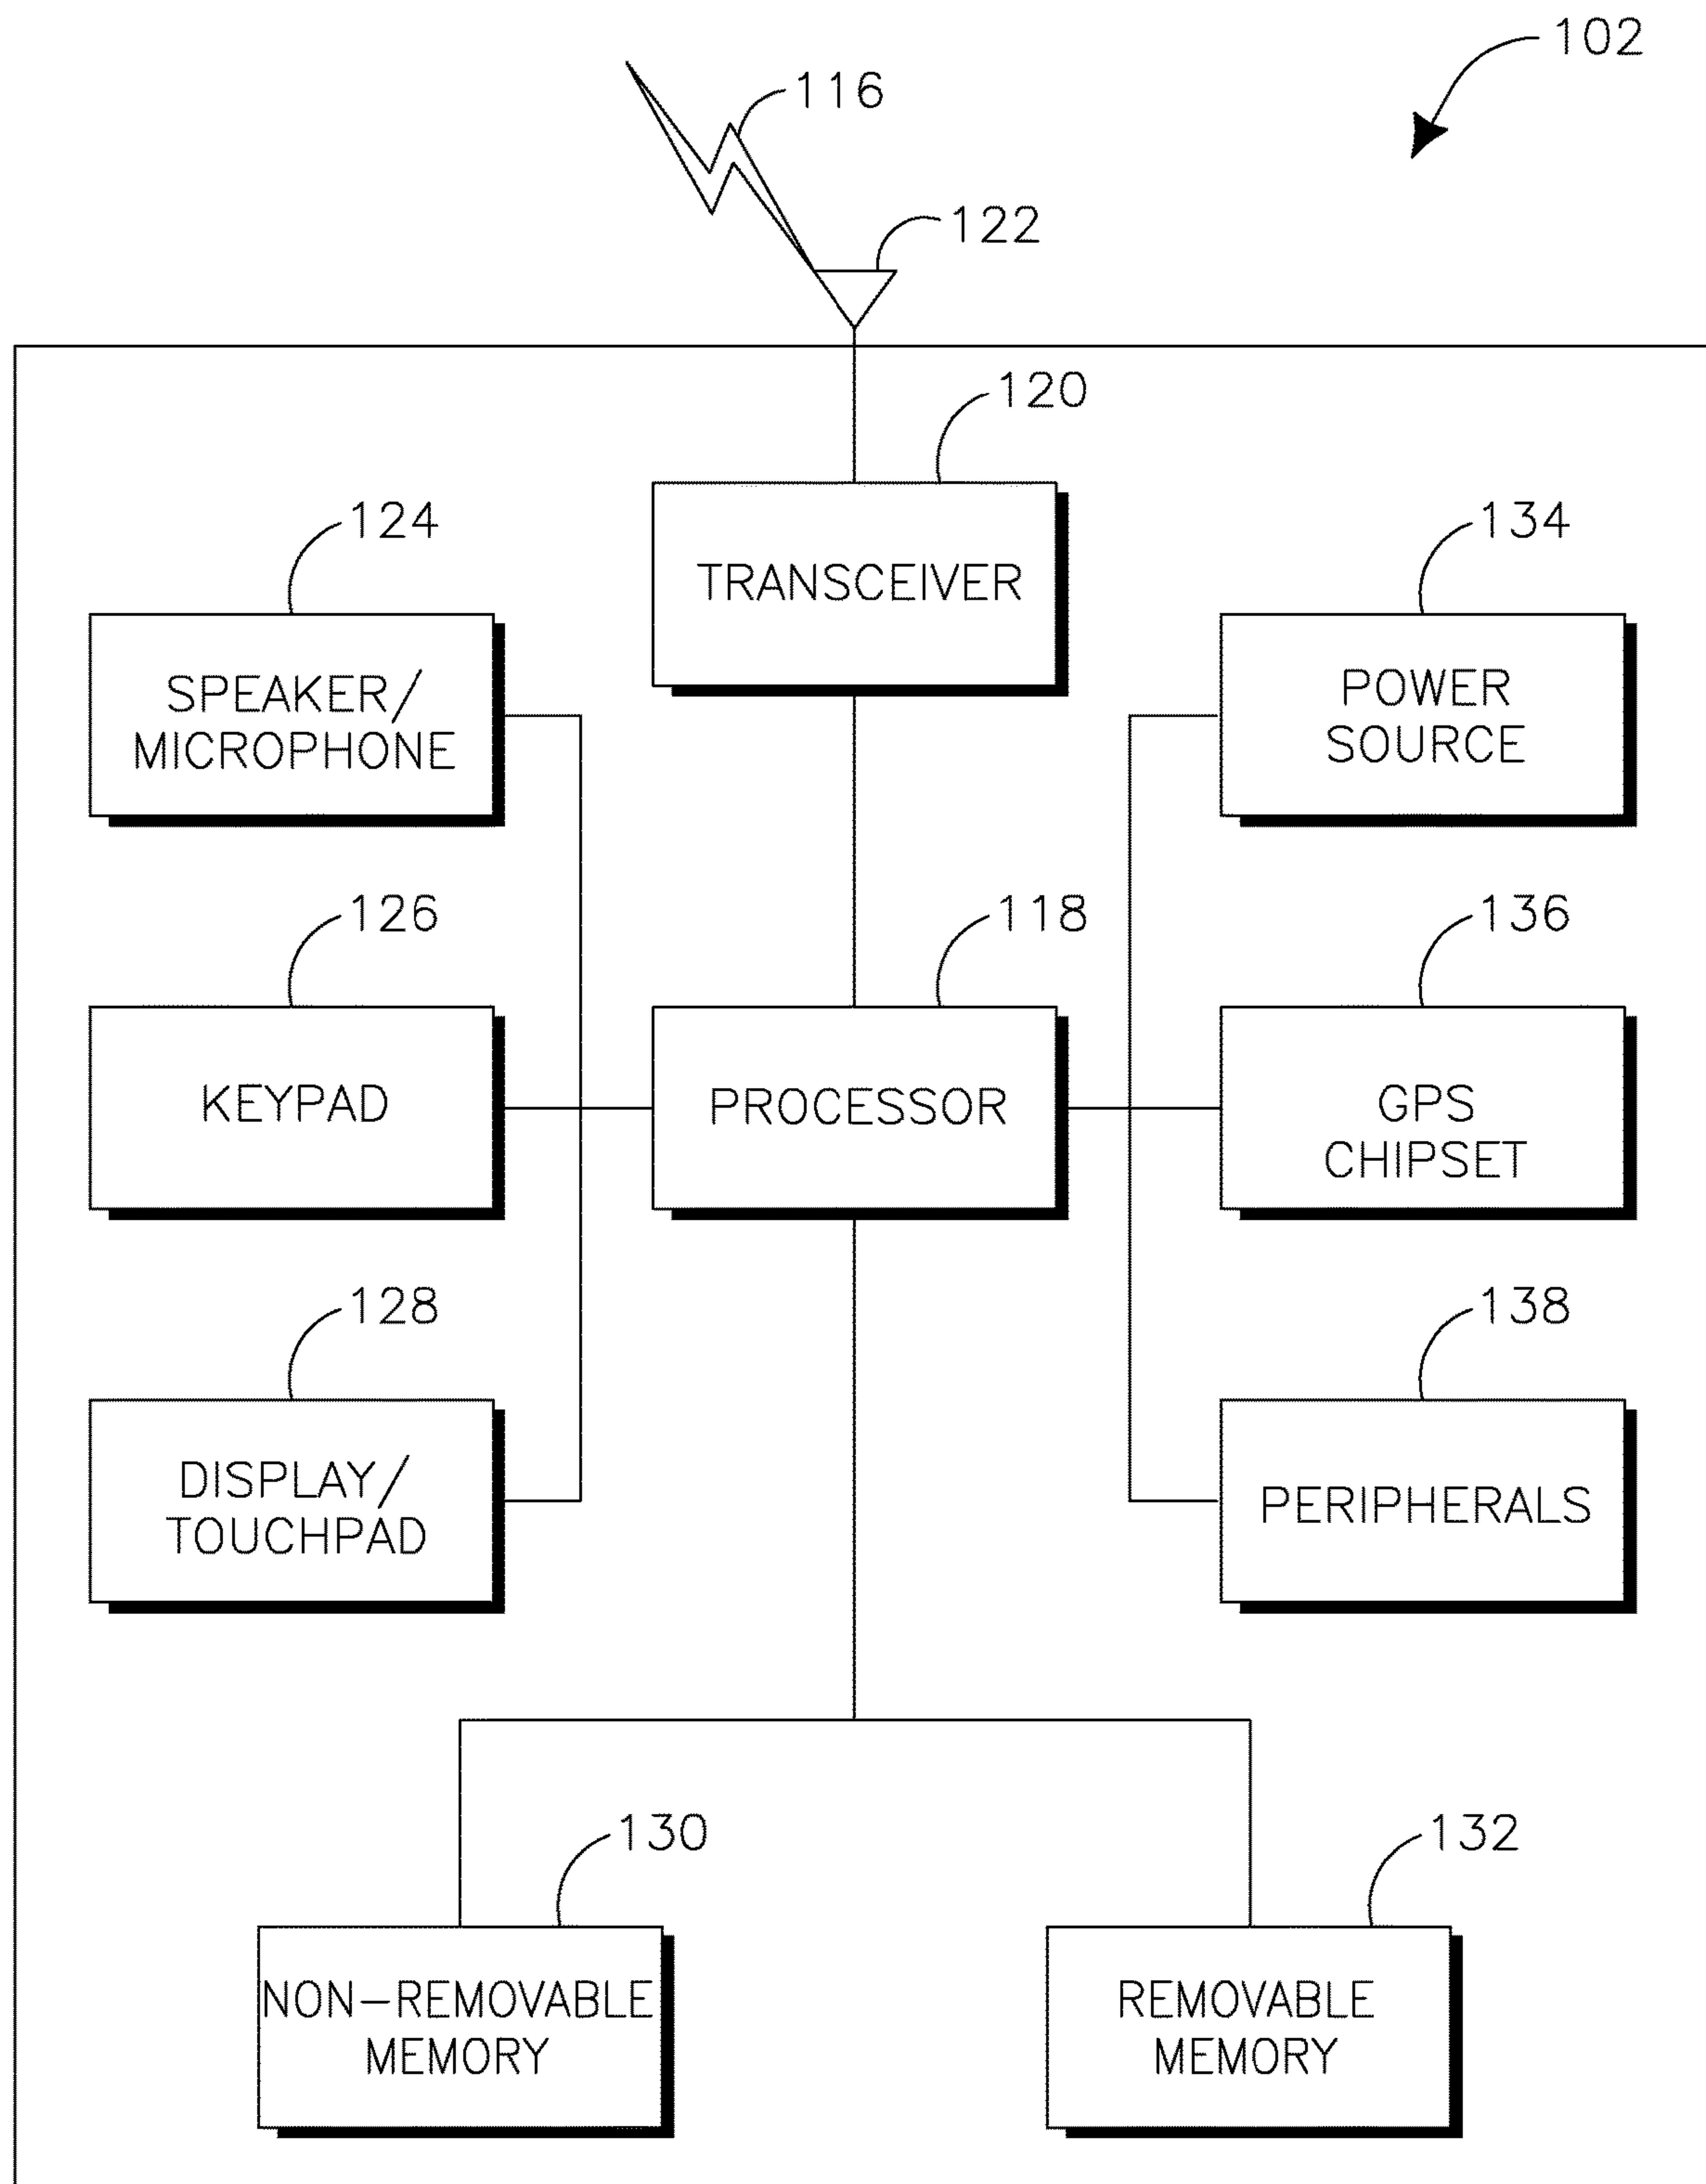 102
116
122
120
TRANSCEIVER
124
SPEAKER/
MICROPHONE
134
POWER
SOURCE
126
KEYPAD
118
PROCESSOR
136
GPS
CHIPSET
128
DISPLAY/
TOUCHPAD
138
PERIPHERALS
130
NON-REMOVABLE
MEMORY
132
REMOVABLE
MEMORY